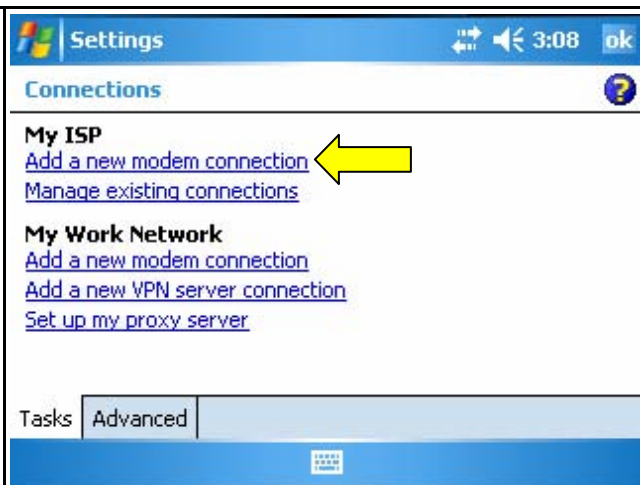 Settings 3:08 ok
Connections ?
My ISP
Add a new modem connection
Manage existing connections
My Work Network
Add a new modem connection
Add a new VPN server connection
Set up my proxy server
Tasks Advanced